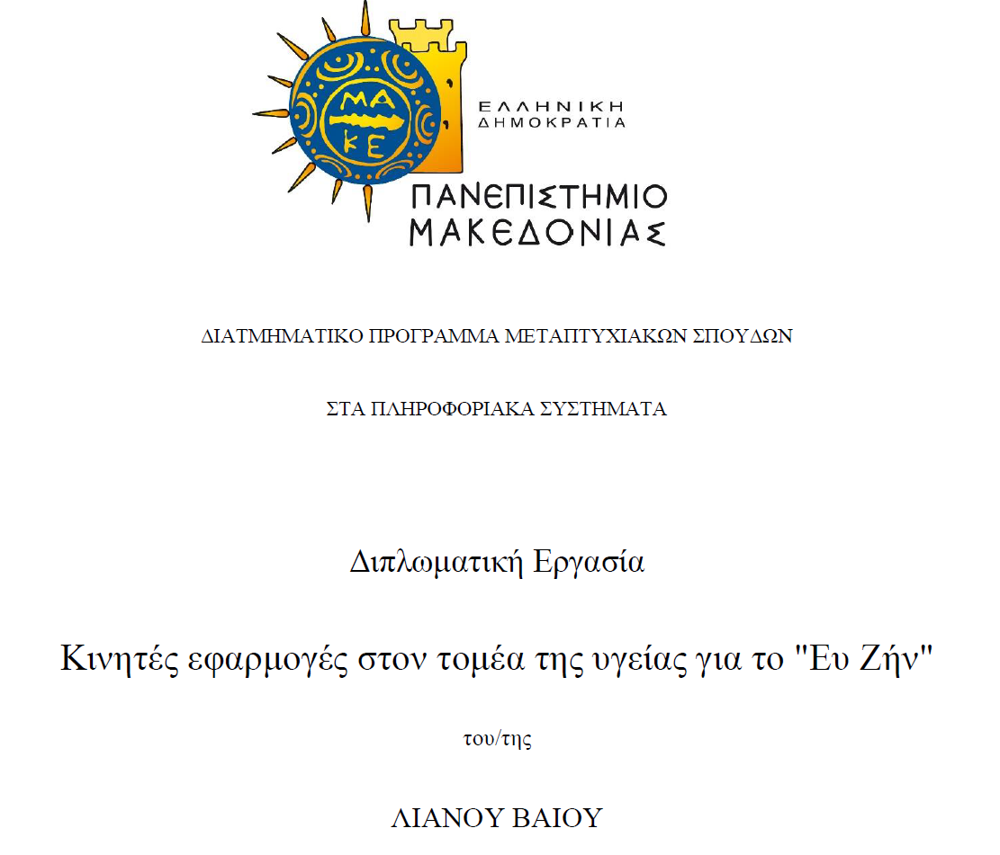 ΜΑ
ΚΕ
ΕΛΛΗΝΙΚΗ
ΔΗΜΟΚΡΑΤΙΑ
ΠΑΝΕΠΙΣΤΗΜΙΟ
ΜΑΚΕΔΟΝΙΑΣ
ΔΙΑΤΜΗΜΑΤΙΚΟ ΠΡΟΓΡΑΜΜΑ ΜΕΤΑΠΤΥΧΙΑΚΩΝ ΣΠΟΥΔΩΝ
ΣΤΑ ΠΛΗΡΟΦΟΡΙΑΚΑ ΣΥΣΤΗΜΑΤΑ
Διπλωματική Εργασία
Κινητές εφαρμογές στον τομέα της υγείας για το "Ευ Ζήν"
του/της
ΛΙΑΝΟΥ ΒΑΙΟΥ